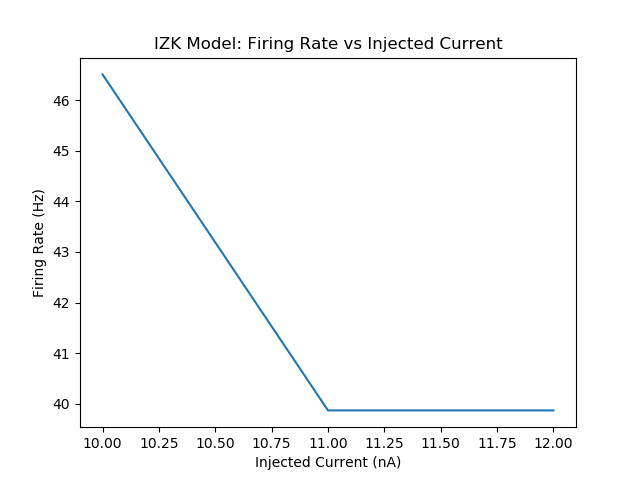 IZK Model: Firing Rate vs Injected Current
46
45
44
43
42
41
40
Firing Rate (Hz)
10.00 10.25 10.50 10.75 11.00 11.25 11.50 11.75 12.00
Injected Current (nA)